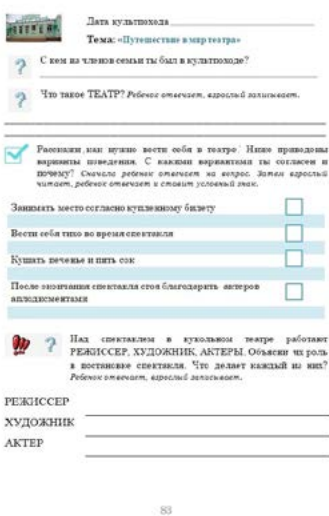 Дата культпохода
Тема: «Путешествие в мир театра»
С кем из членов семьи ты был в культпоходе?
Что такое ТЕАТР? Ребенок отвечает, взрослый записывает.
Расскажи, как нужно вести себя в театре. Ниже приведены
варианты поведения. С какими вариантами ты согласен и
почему? Сначала ребенок отвечает на вопрос. Затем взрослый
читает, ребенок отвечает и ставит условный знак.
Занимать место согласно купленному билету
Вести себя тихо во время спектакля
Кушать печенье и пить сок
После окончания спектакля стоя благодарить актеров
аплодисментами
Над спектаклем в кукольном театре работают
РЕЖИССЕР, ХУДОЖНИК, АКТЕРЫ. Объясни их роль
в постановке спектакля. Что делает каждый из них?
Ребенок отвечает, взрослый записывает.
РЕЖИССЕР
ХУДОЖНИК
АКТЕР
83